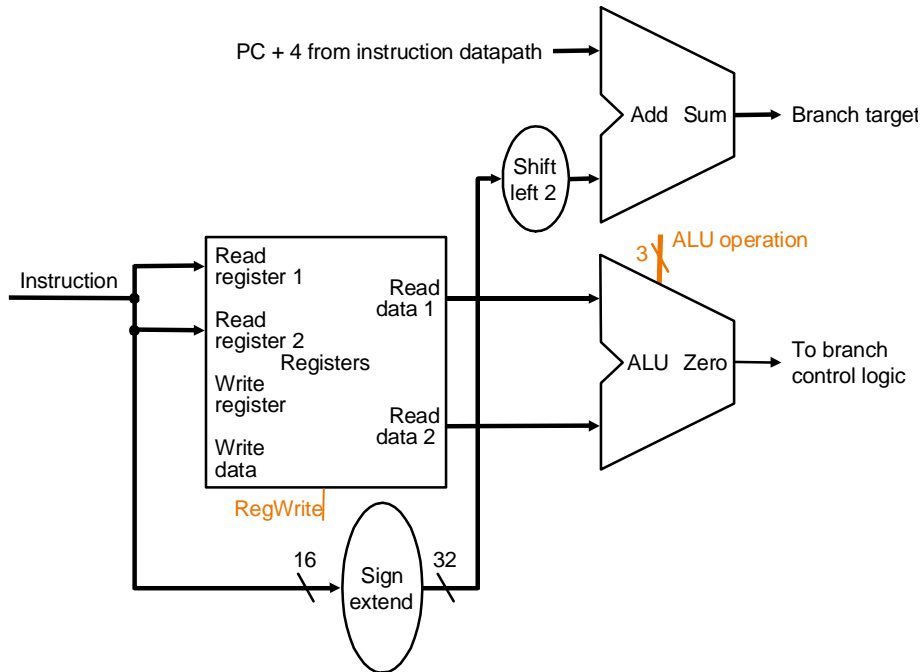 PC + 4 from instruction datapath
Add Sum
Branch target
Shift
left 2
3
ALU operation
Instruction
Read
register 1
Read
data 1
Read
register 2
Registers
Write
register
Read
data 2
Write
data
ALU Zero
To branch
control logic
RegWrite
16
Sign
extend
32